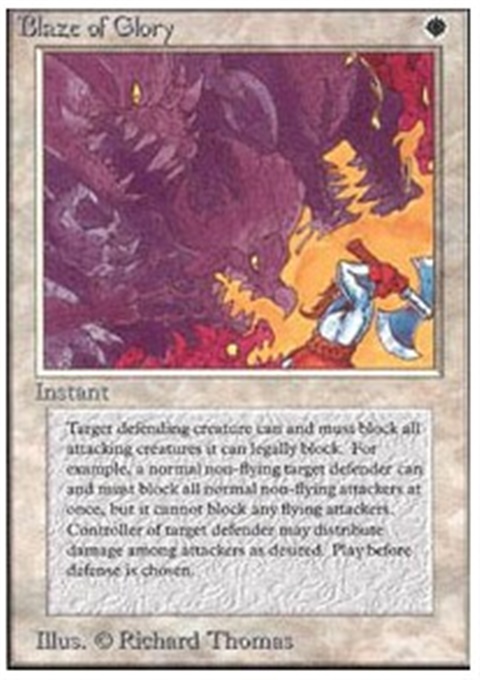 Blaze of Glory
Instant
Target defending creature can and must block all
attacking creatures it can legally block. For
example, a normal non-flying target defender can
and must block all normal non-flying attackers at
once, but it cannot block any flying attackers.
Controller of target defender may distribute
damage among attackers as desired. Play before
defense is chosen.
Illus. © Richard Thomas